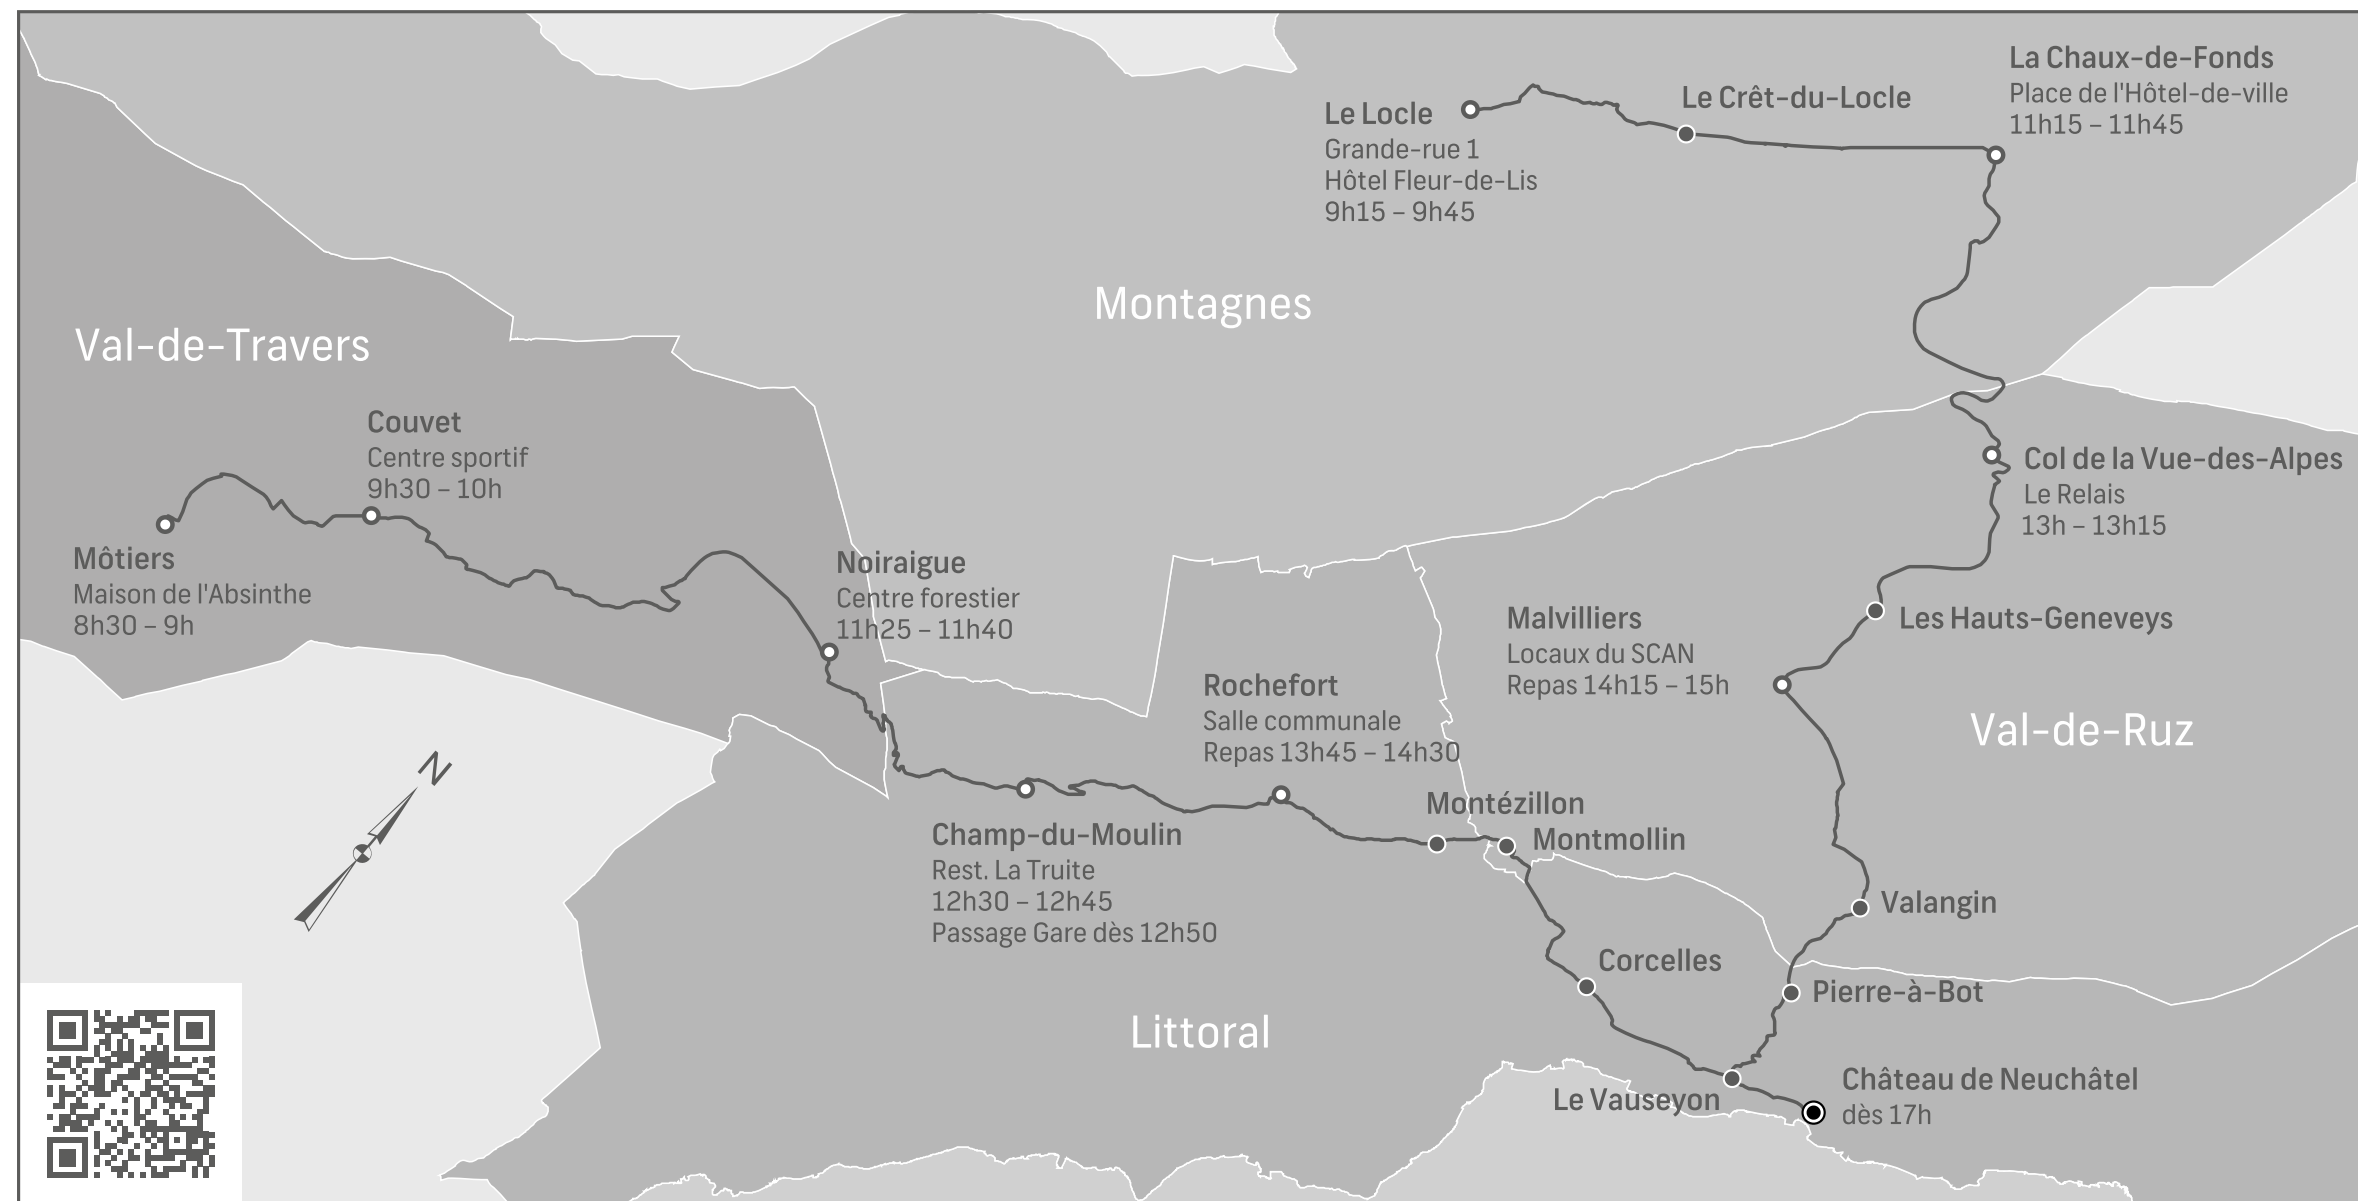 La Chaux-de-Fonds
Place de l'Hôtel-de-ville
11h15 – 11h45
Le Crêt-du-Locle
Le Locle
Grande-rue 1
Hôtel Fleur-de-Lis
9h15 – 9h45
Montagnes
Val-de-Travers
Couvet
Centre sportif
9h30 – 10h
Col de la Vue-des-Alpes
Le Relais
13h – 13h15
Môtiers
Maison de l'Absinthe
8h30 – 9h
Noiraigue
Centre forestier
11h25 – 11h40
Malvilliers
Locaux du SCAN
Repas 14h15 – 15h
Les Hauts-Geneveys
Rochefort
Salle communale
Repas 13h45 – 14h30
Val-de-Ruz
N
Montézillon
Montmollin
Champ-du-Moulin
Rest. La Truite
12h30 – 12h45
Passage Gare dès 12h50
Valangin
Corcelles
Pierre-à-Bot
Littoral
Le Vauseyon
Château de Neuchâtel
dès 17h